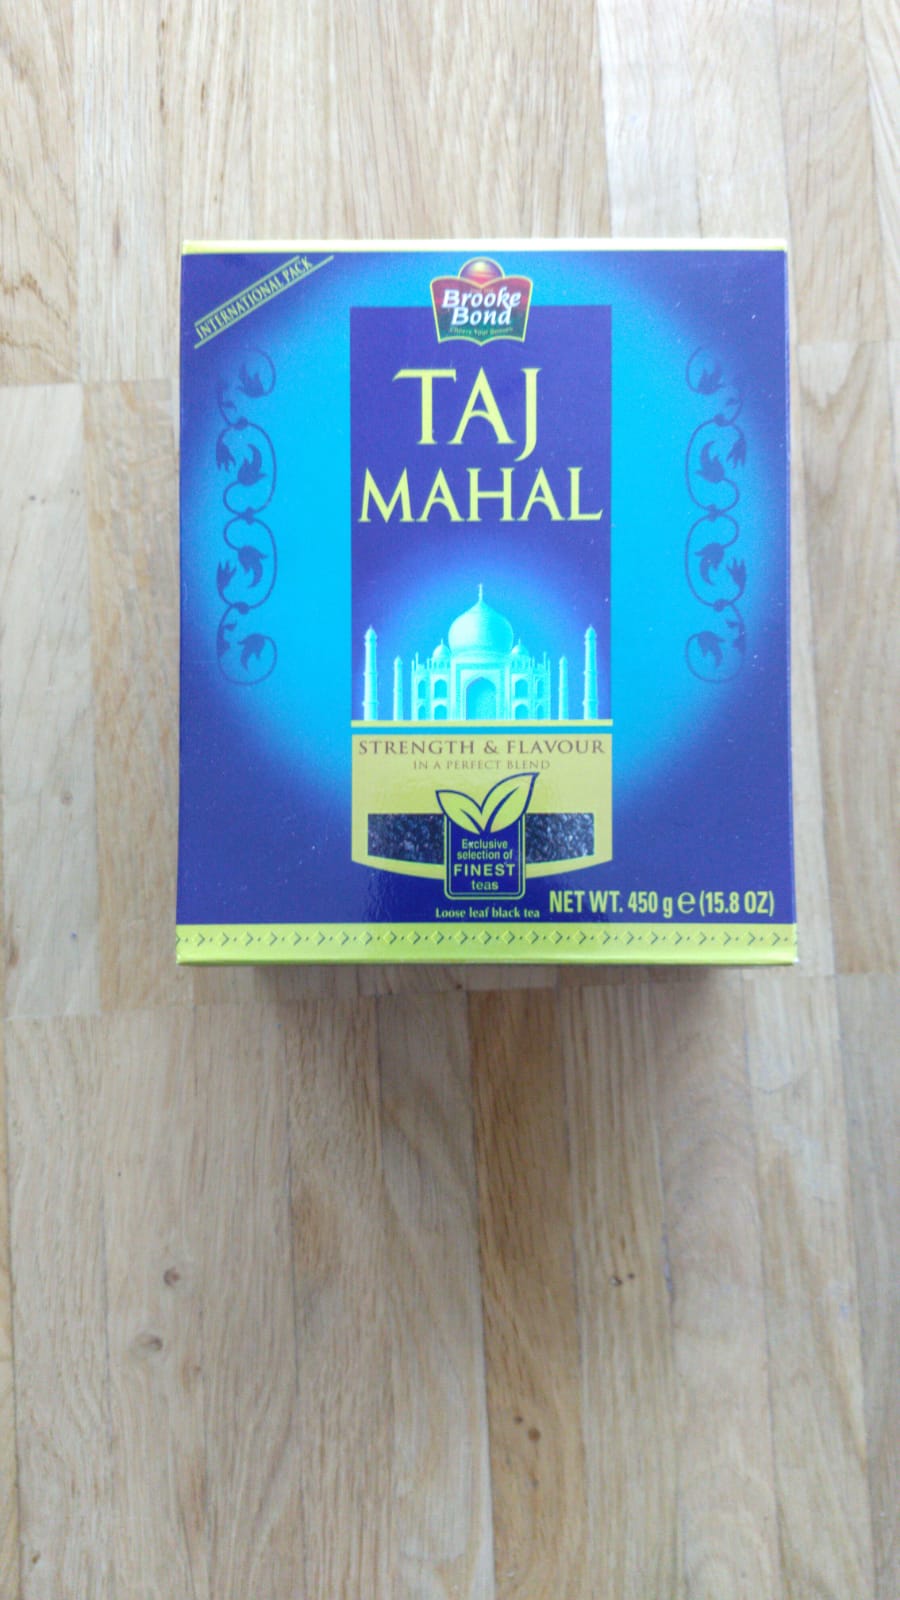 INTERNATIONAL PACK
Brooke
Bond
TAJ
MAHAL
STRENGTH & FLAVOUR
IN A PERFECT BLEND
Exclusive
selection of
FINEST
teas
Loose leaf black tea
NET WT. 450 g ℮ (15.8 OZ)